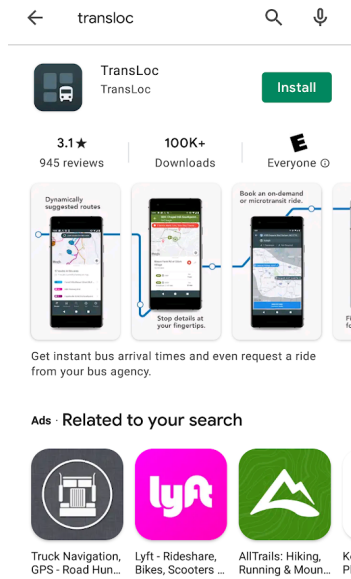 transloc
TransLoc
TransLoc
Install
3.1★
945 reviews
100K+
Downloads
E
Everyone
Dynamically
suggested routes
Stop details at
your fingertips.
Book an on-demand
or microtransit ride.
Get instant bus arrival times and even request a ride
from your bus agency.
Ads · Related to your search
lyft
Truck Navigation,
GPS - Road Hun...
Lyft - Rideshare,
Bikes, Scooters ...
AllTrails: Hiking,
Running & Moun...